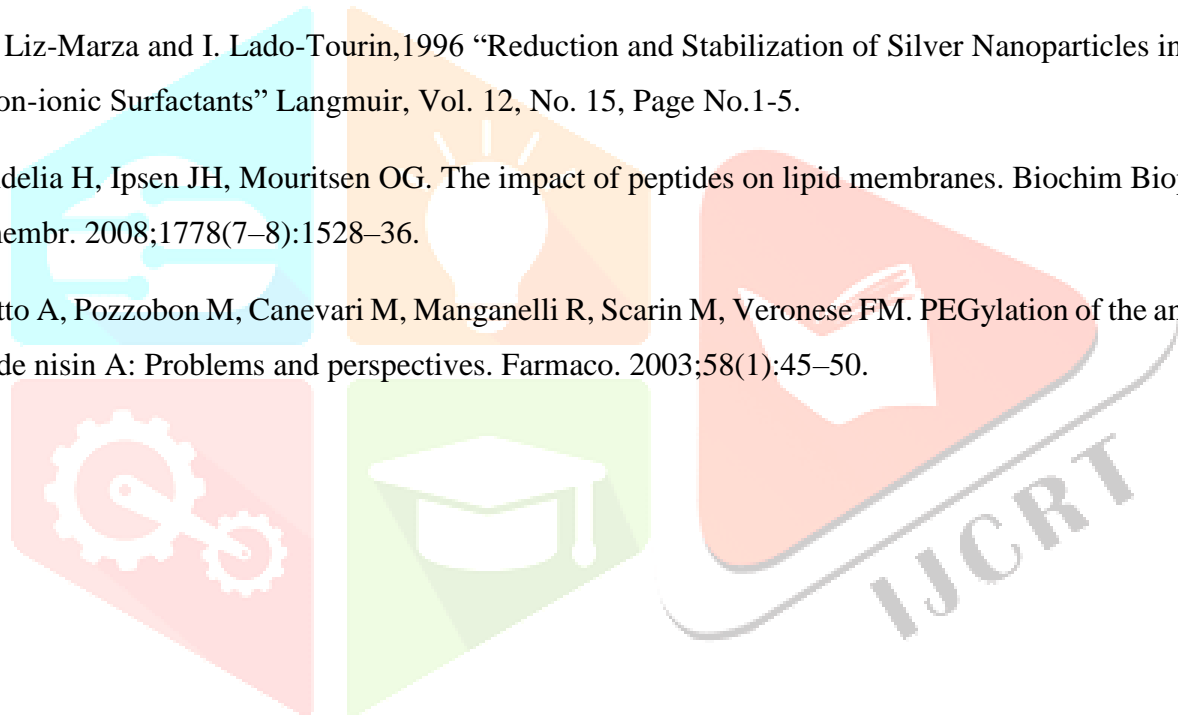 Liz-Marza and I. Lado-Tourin,1996 “Reduction and Stabilization of Silver Nanoparticles in
on-ionic Surfactants” Langmuir, Vol. 12, No. 15, Page No.1-5.
delia H, Ipsen JH, Mouritsen OG. The impact of peptides on lipid membranes. Biochim Biop
embr. 2008;1778(7–8):1528–36.
tto A, Pozzobon M, Canevari M, Manganelli R, Scarin M, Veronese FM. PEGylation of the an
de nisin A: Problems and perspectives. Farmaco. 2003;58(1):45–50.
IJCRT